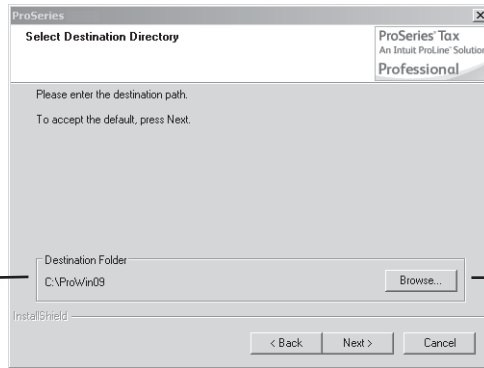 ProSeries
Select Destination Directory
ProSeries' Tax
An Intuit ProLine' Solution
Professional
Please enter the destination path.
To accept the default, press Next.
Destination Folder
C:\ProWin09
Browse...
InstallShield
< Back
Next >
Cancel